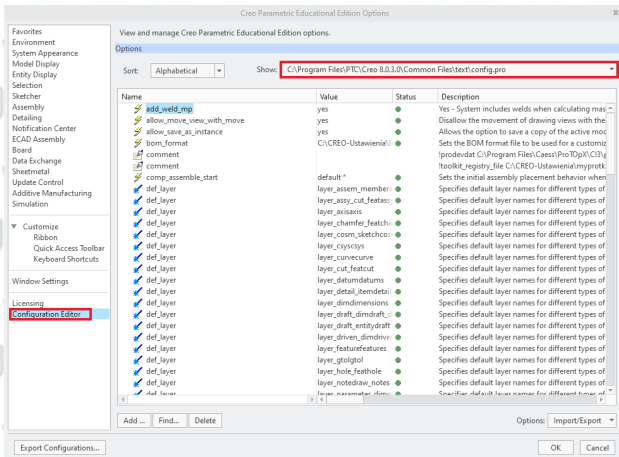 Creo Parametric Educational Edition Options
Favorites
Environment
System Appearance
Model Display
Entity Display
Selection
Sketcher
Assembly
Detailing
Notification Center
ECAD Assembly
Board
Data Exchange
Sheetmetal
Update Control
Additive Manufacturing
Simulation
Customize
Ribbon
Quick Access Toolbar
Keyboard Shortcuts
Window Settings
Licensing
Configuration Editor
View and manage Creo Parametric Educational Edition options.
Options
Sort: Alphabetical Show: C:\Program Files\PTC\Creo 8.0.3.0\Common Files\text\config.pro
Name Value Status Description
add_weld_mp yes Yes - System includes welds when calculating mas
allow_move_view_with_move yes Disallow the movement of drawing views with the
allow_save_as_instance yes Allows the option to save a copy of the active mod
bom_format C:\CREO-Ustawienia\ Sets the BOM format file to be used for a customiz
comment !prodevdat C:\Program Files\Caess\ProTOpX\CI3\
comment !toolkit_registry_file C:\CREO-Ustawienia\myprotk
comp_assemble_start default * Sets the initial assembly placement behavior when
def_layer layer_assem_member Specifies default layer names for different types of
def_layer layer_assy_cut_featass Specifies default layer names for different types of
def_layer layer_axisaxis Specifies default layer names for different types of
def_layer layer_chamfer_featch Specifies default layer names for different types of
def_layer layer_cosm_sketchcos Specifies default layer names for different types of
def_layer layer_csyscsys Specifies default layer names for different types of
def_layer layer_curvecurve Specifies default layer names for different types of
def_layer layer_cut_featcut Specifies default layer names for different types of
def_layer layer_datumdatums Specifies default layer names for different types of
def_layer layer_detail_itemdetail Specifies default layer names for different types of
def_layer layer_dimdimensions Specifies default layer names for different types of
def_layer layer_draft_dimdraft_d Specifies default layer names for different types of
def_layer layer_draft_entitydraft Specifies default layer names for different types of
def_layer layer_driven_dimdrive Specifies default layer names for different types of
def_layer layer_featurefeatures Specifies default layer names for different types of
def_layer layer_gtolgtol Specifies default layer names for different types of
def_layer layer_hole_feathole Specifies default layer names for different types of
def_layer layer_notedraw_notes Specifies default layer names for different types of
def_layer Specifies default layer names for different types of
Add ... Find... Delete Options: Import/Export
Export Configurations... OK Cancel